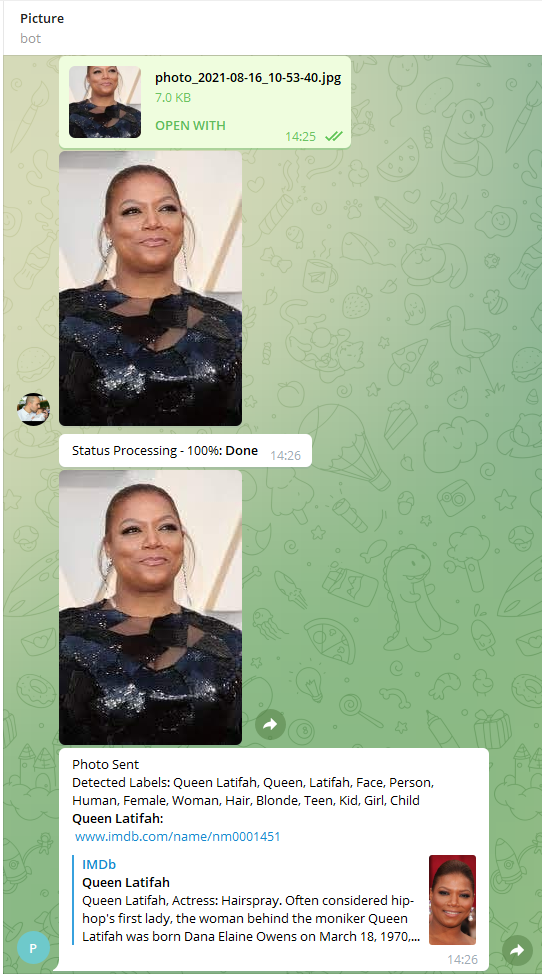 Picture
bot
photo_2021-08-16_10-53-40.jpg
7.0 KB
OPEN WITH
14:25
Status Processing - 100%: Done 14:26
Photo Sent
Detected Labels: Queen Latifah, Queen, Latifah, Face, Person,
Human, Female, Woman, Hair, Blonde, Teen, Kid, Girl, Child
Queen Latifah:
www.imdb.com/name/nm0001451
IMDb
Queen Latifah
Queen Latifah, Actress: Hairspray. Often considered hip-
hop's first lady, the woman behind the moniker Queen
Latifah was born Dana Elaine Owens on March 18, 1970,...
14:26
P